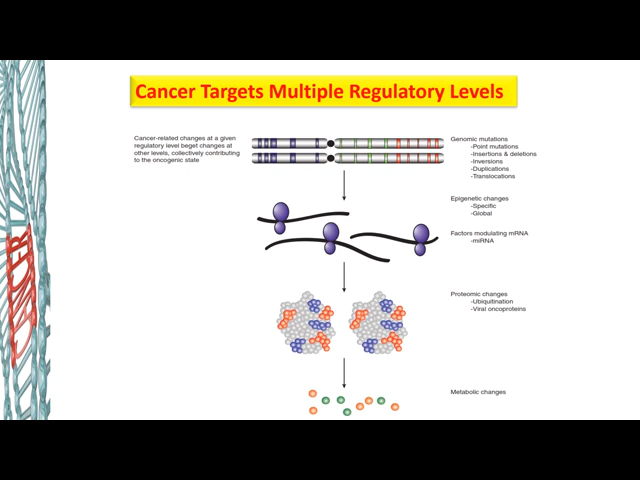 Cancer Targets Multiple Regulatory Levels
Cancer-related changes at a given
regulatory level beget changes at
other levels, collectively contributing
to the oncogenic state
Genomic mutations
-Point mutations
-Insertions & deletions
-Inversions
-Duplications
-Translocations
Epigenetic changes
-Specific
-Global
Factors modulating mRNA
-miRNA
Proteomic changes
-Ubiquitination
-Viral oncoproteins
Metabolic changes
CANCER